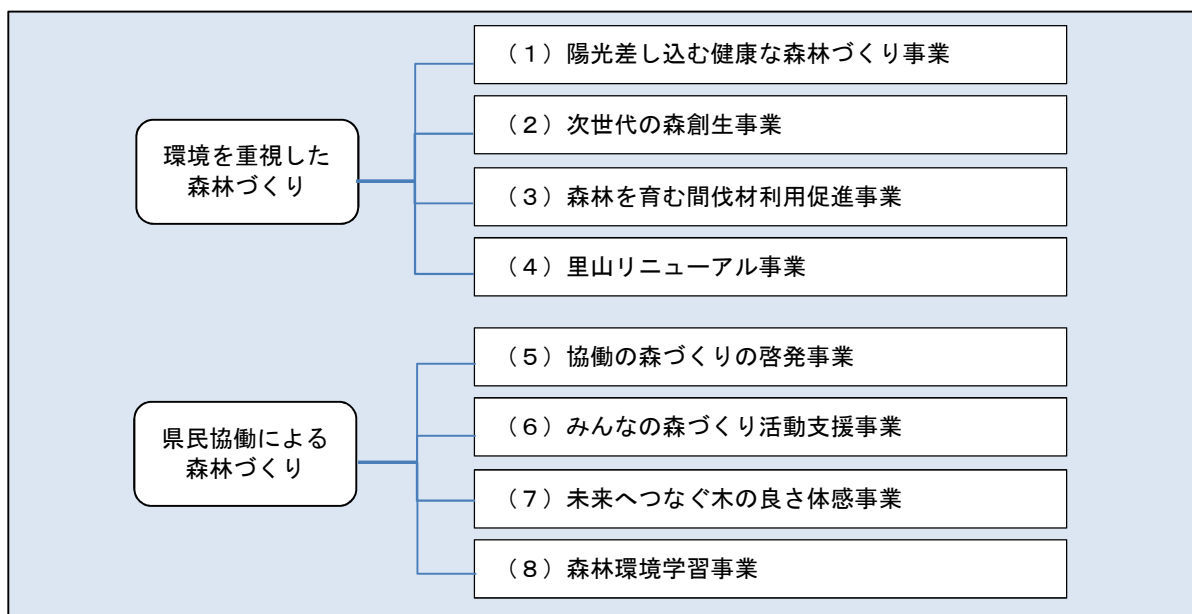 環境を重視した
森林づくり
（１）陽光差し込む健康な森林づくり事業
（２）次世代の森創生事業
（３）森林を育む間伐材利用促進事業
（４）里山リニューアル事業
県民協働による
森林づくり
（５）協働の森づくりの啓発事業
（６）みんなの森づくり活動支援事業
（７）未来へつなぐ木の良さ体感事業
（８）森林環境学習事業